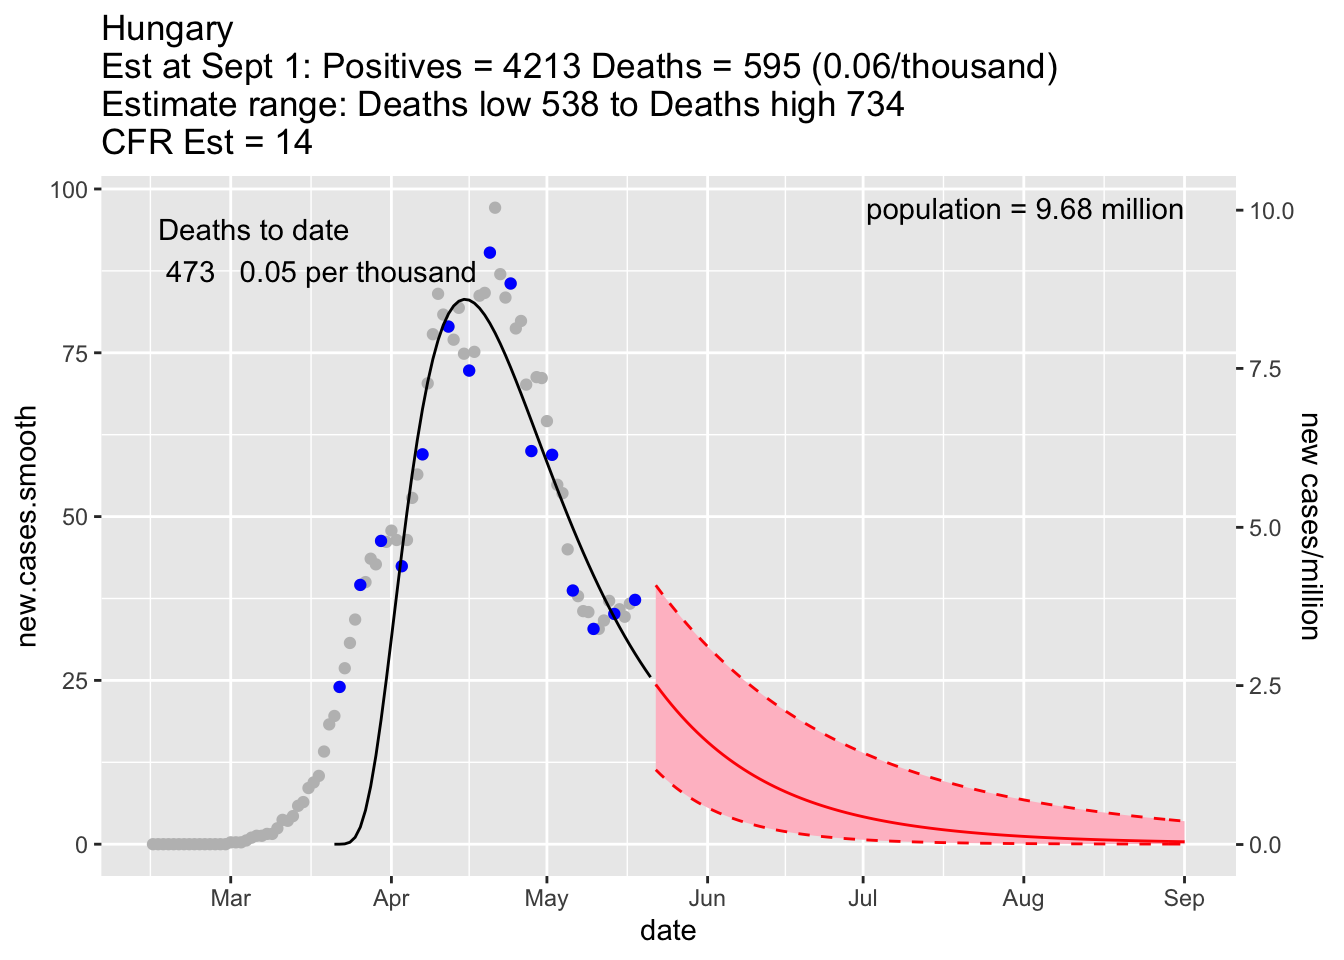 Hungary
Est at Sept 1: Positives = 4213 Deaths = 595 (0.06/thousand)
Estimate range: Deaths low 538 to Deaths high 734
CFR Est = 14
Deaths to date
473 0.05 per thousand
population = 9.68 million
100
75
50
25
0
new.cases.smooth
10.0
7.5
5.0
2.5
0.0
new cases/million
Mar Apr May Jun Jul Aug Sep
date